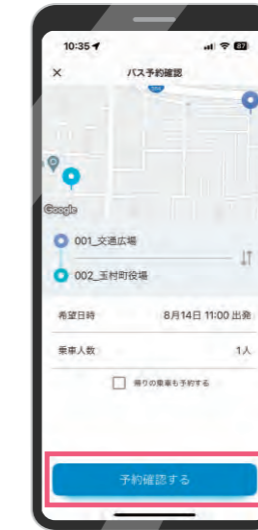 10:35
87
× バス予約確認
Google
001_交通広場
002_玉村町役場
希望日時 8月14日 11:00 出発
乗車人数 1人
帰りの乗車も予約する
予約確認する